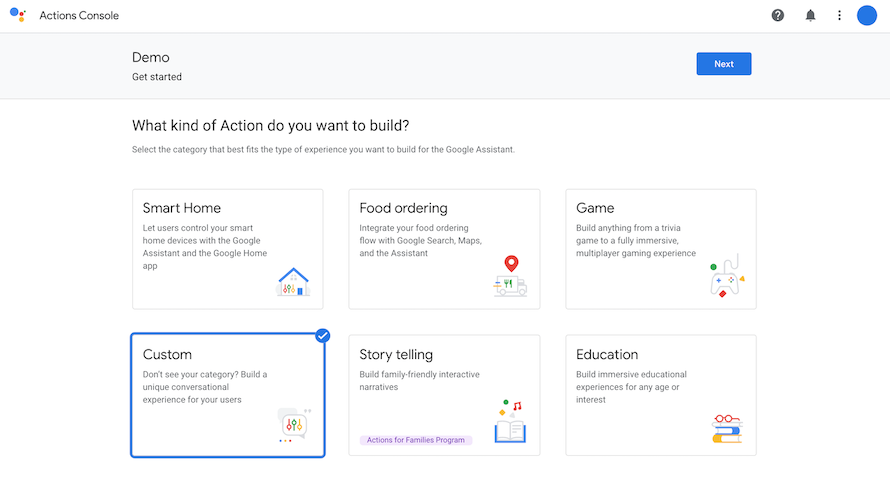 Actions Console
Demo
Get started
Next
What kind of Action do you want to build?
Select the category that best fits the type of experience you want to build for the Google Assistant.
Smart Home
Let users control your smart
home devices with the Google
Assistant and the Google Home
app
Food ordering
Integrate your food ordering
flow with Google Search, Maps,
and the Assistant
Game
Build anything from a trivia
game to a fully immersive,
multiplayer gaming experience
Custom
Don't see your category? Build a
unique conversational
experience for your users
Story telling
Build family-friendly interactive
narratives
Actions for Families Program
Education
Build immersive educational
experiences for any age or
interest